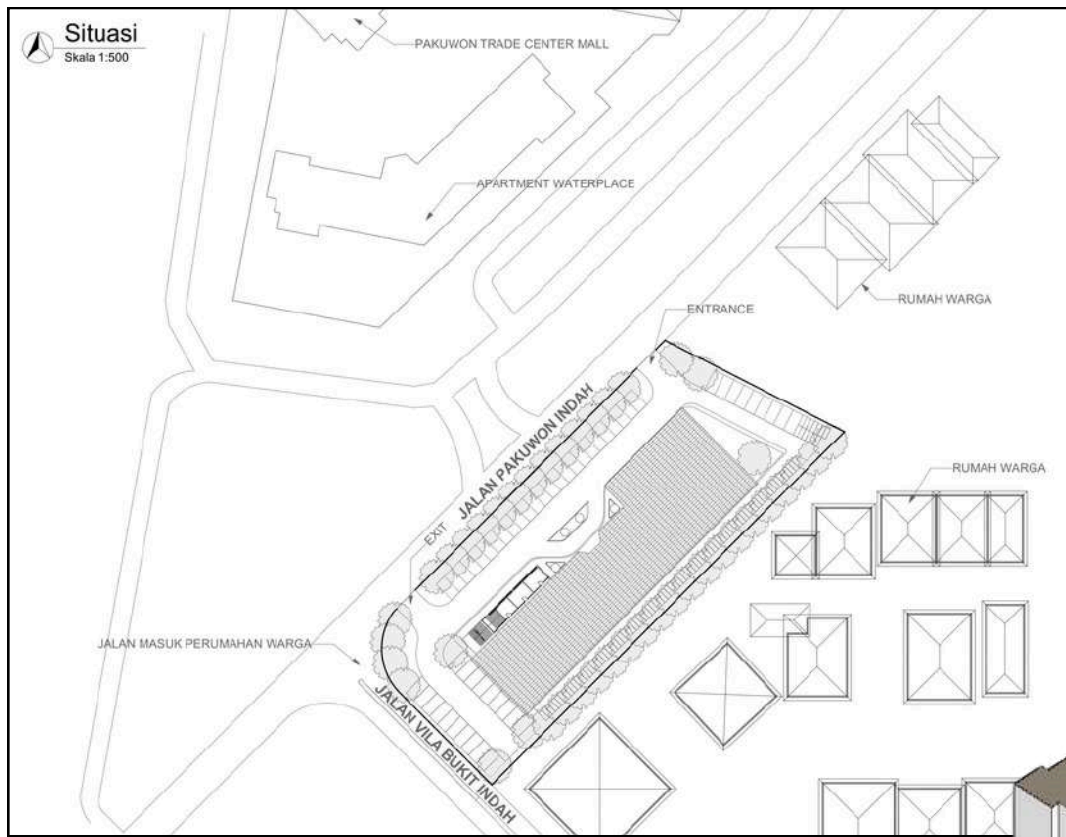 Situasi
Skala 1:500
PAKUWON TRADE CENTER MALL
APARTMENT WATERPLACE
RUMAH WARGA
ENTRANCE
JALAN PAKUWON INDAH
EXIT
RUMAH WARGA
JALAN MASUK PERUMAHAN WARGA
JALAN VILA BUKIT INDAH